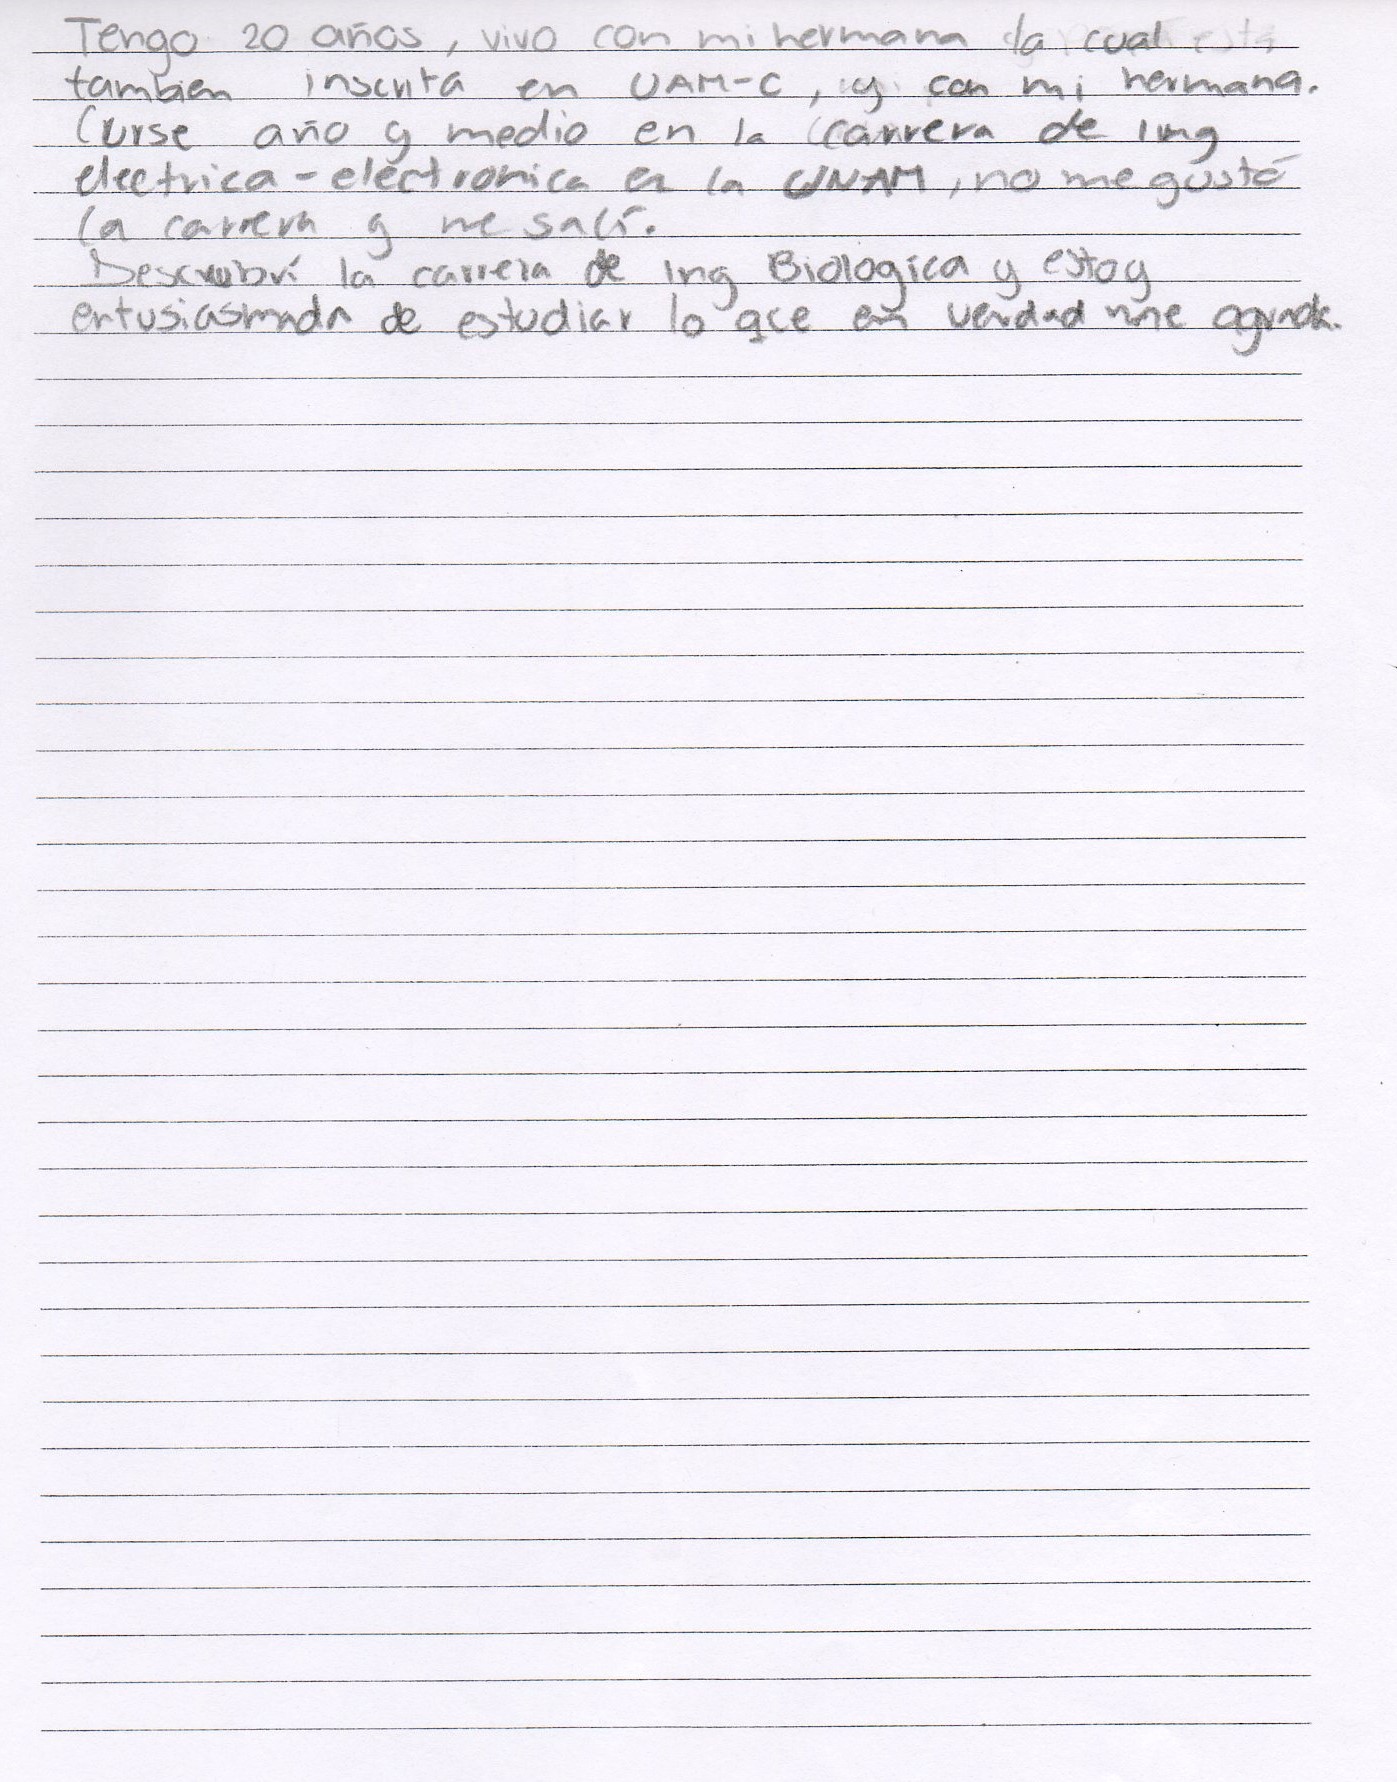 Tengo 20 años, vivo con mi hermana la cual está
tambien inscrita en UAM-C, y con mi hermana.
Curse año y medio en la carrera de Ing
electrica-electronica en la UNAM, no me gustó
la carrera y me salí.
Descubrí la carrera de Ing Biologica y estoy
entusiasmada de estudiar lo que en verdad me agrada.